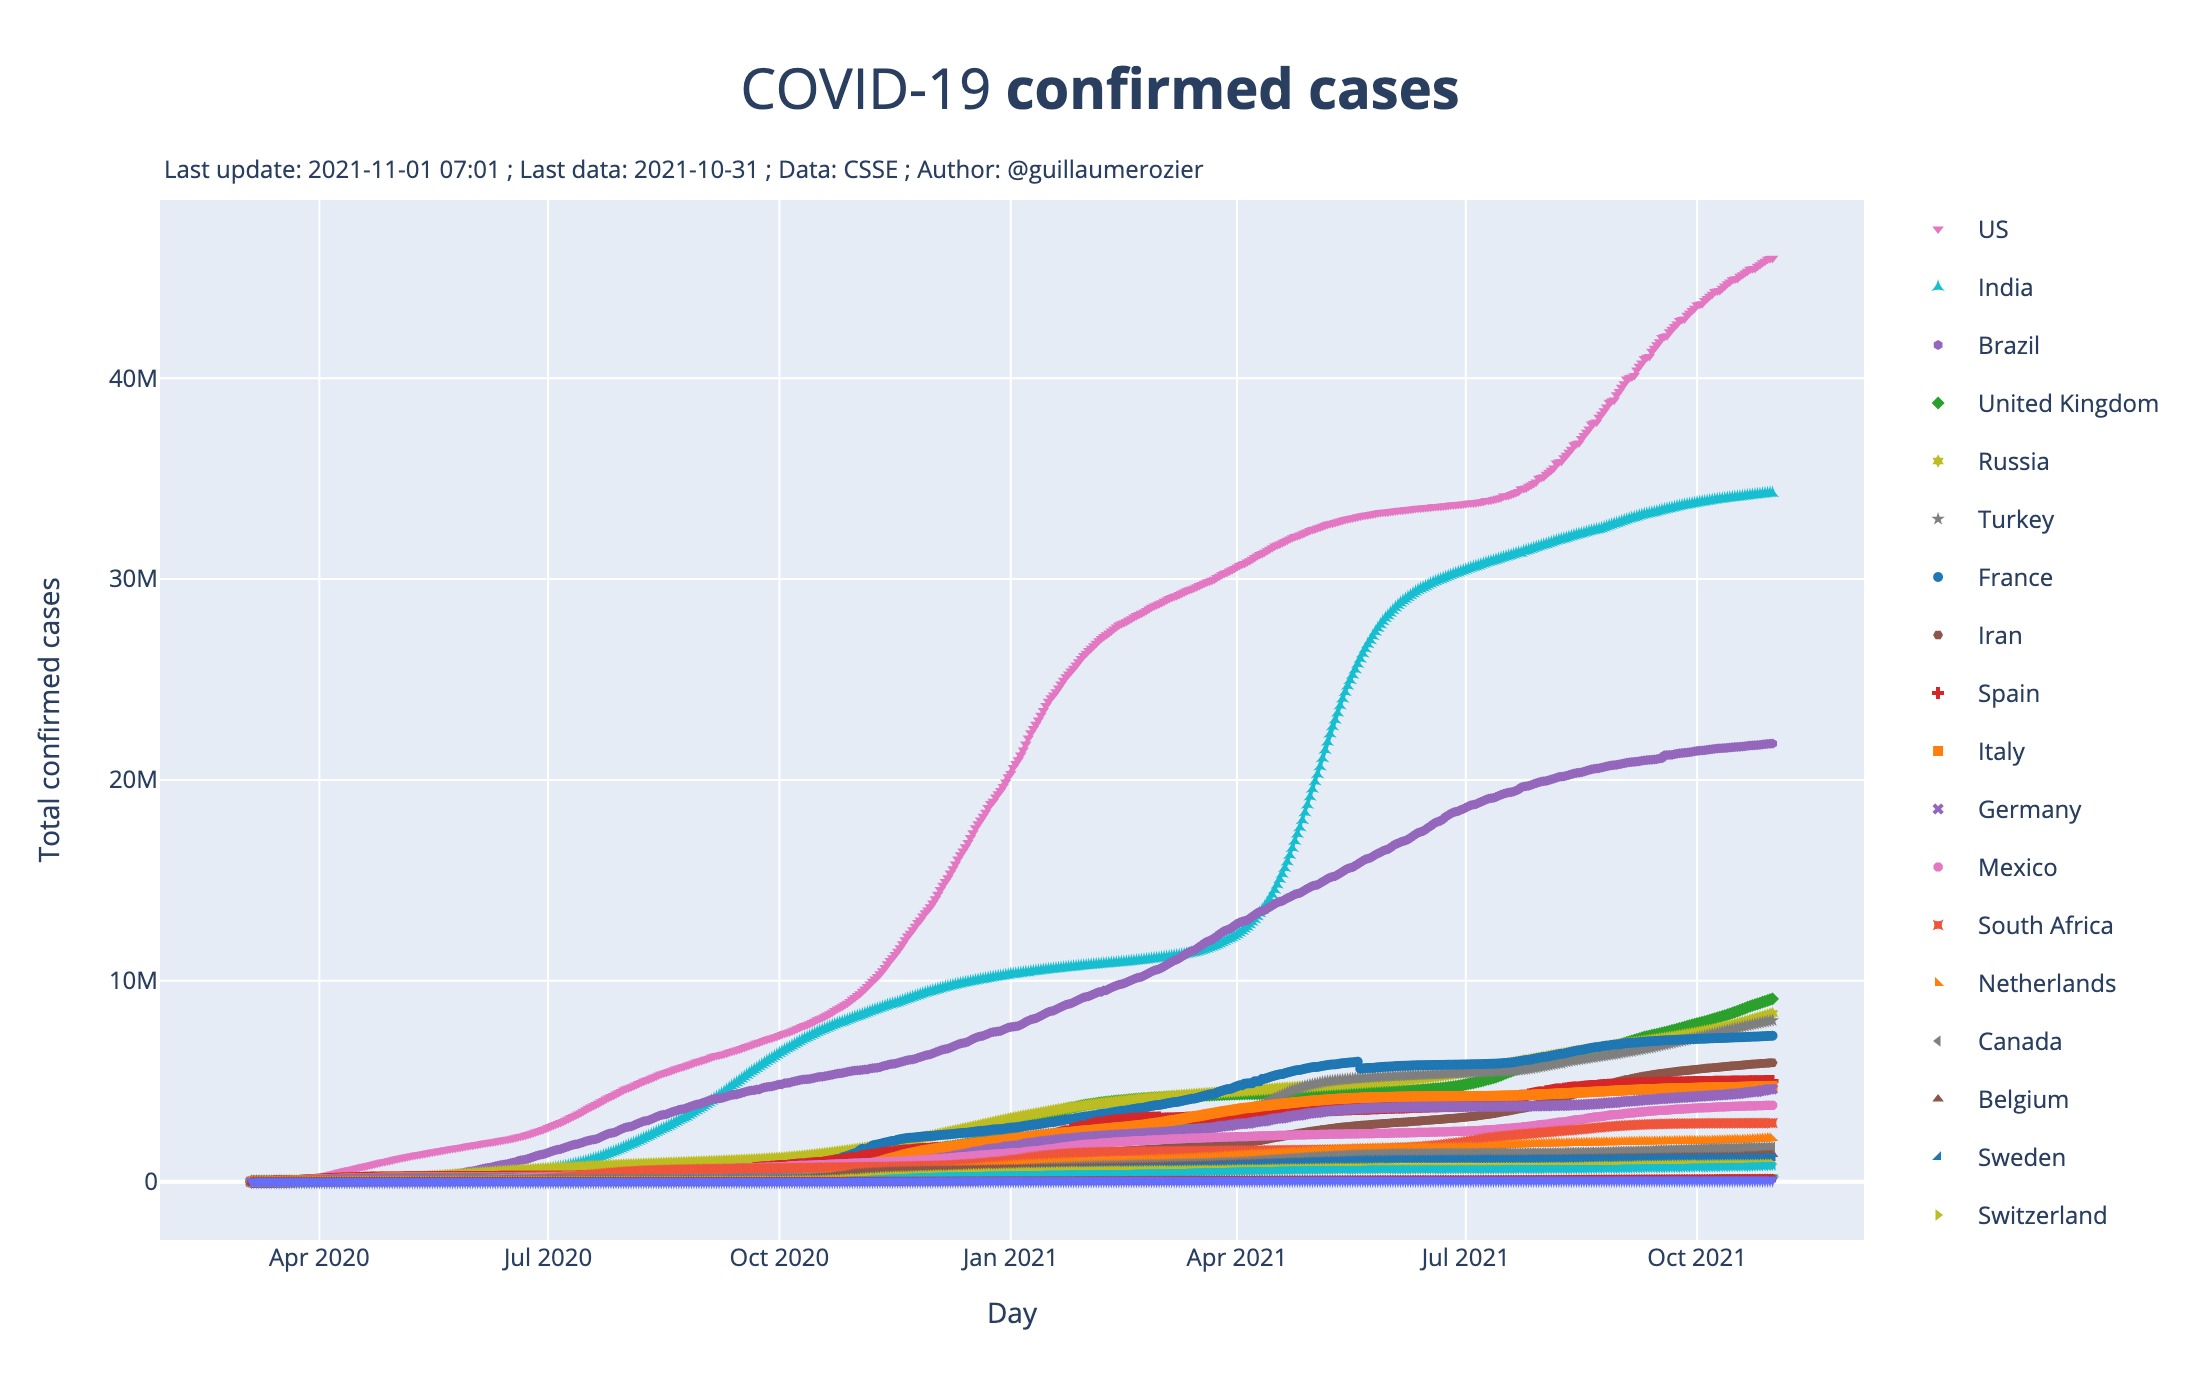 COVID-19 confirmed cases
Last update: 2021-11-01 07:01 ; Last data: 2021-10-31 ; Data: CSSE ; Author: @guillaumerozier
Total confirmed cases
40M
30M
20M
10M
0
Apr 2020
Jul 2020
Oct 2020
Jan 2021
Apr 2021
Jul 2021
Oct 2021
Day
US
India
Brazil
United Kingdom
Russia
Turkey
France
Iran
Spain
Italy
Germany
Mexico
South Africa
Netherlands
Canada
Belgium
Sweden
Switzerland